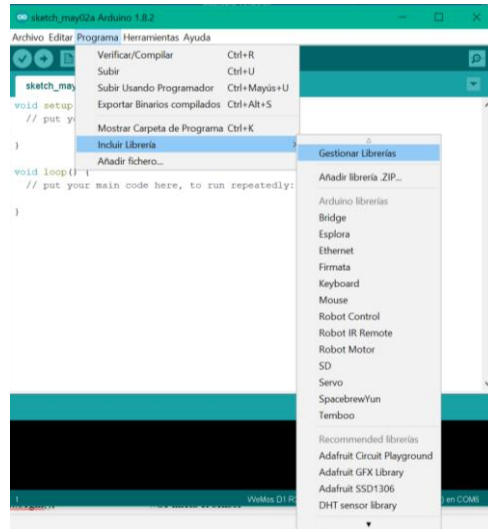 sketch_may02a Arduino 1.8.2
Archivo Editar Programa Herramientas Ayuda
Verificar/Compilar Ctrl+R
Subir Ctrl+U
Subir Usando Programador Ctrl+Mayús+U
Exportar Binarios compilados Ctrl+Alt+S
Mostrar Carpeta de Programa Ctrl+K
Incluir Librería
Añadir fichero...
sketch_may
void setup
// put yo
}
void loop() {
// put your main code here, to run repeatedly:
}
Gestionar Librerías
Añadir librería .ZIP...
Arduino librerías
Bridge
Esplora
Ethernet
Firmata
Keyboard
Mouse
Robot Control
Robot IR Remote
Robot Motor
SD
Servo
SpacebrewYun
Temboo
Recommended librerías
Adafruit Circuit Playground
Adafruit GFX Library
Adafruit SSD1306
DHT sensor library
1
WeMos D1 R
) en COM6